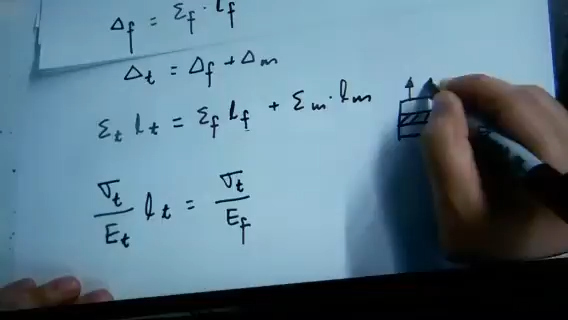 Δf = εf · lf
Δt = Δf + Δm
εt lt = εf lf + εm · lm
σt/Et lt = σt/Ef